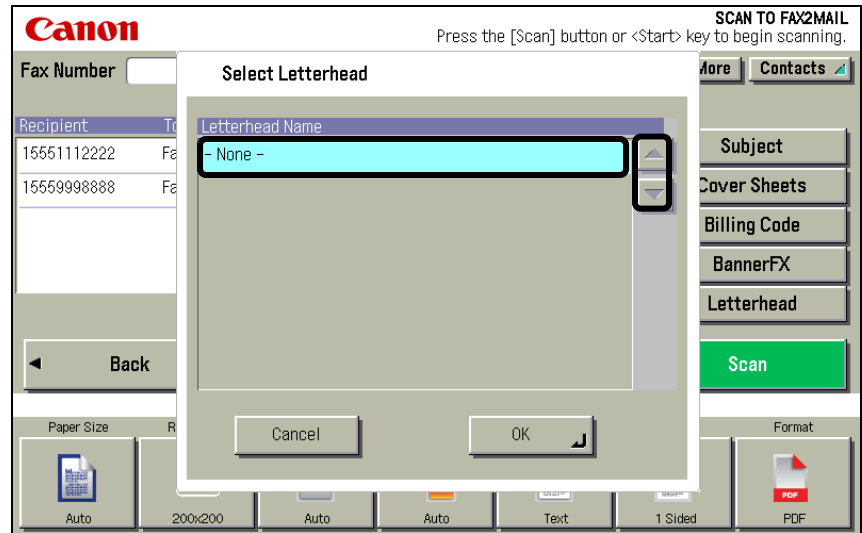 Canon
SCAN TO FAX2MAIL
Press the [Scan] button or <Start> key to begin scanning.
Fax Number
More
Contacts
Select Letterhead
Recipient
Letterhead Name
- None -
15551112222
Fa
15559998888
Fa
Subject
Cover Sheets
Billing Code
BannerFX
Letterhead
Back
Scan
Cancel
OK
Paper Size
R
Format
PDF
Auto
200x200
Auto
Auto
Text
1 Sided
PDF